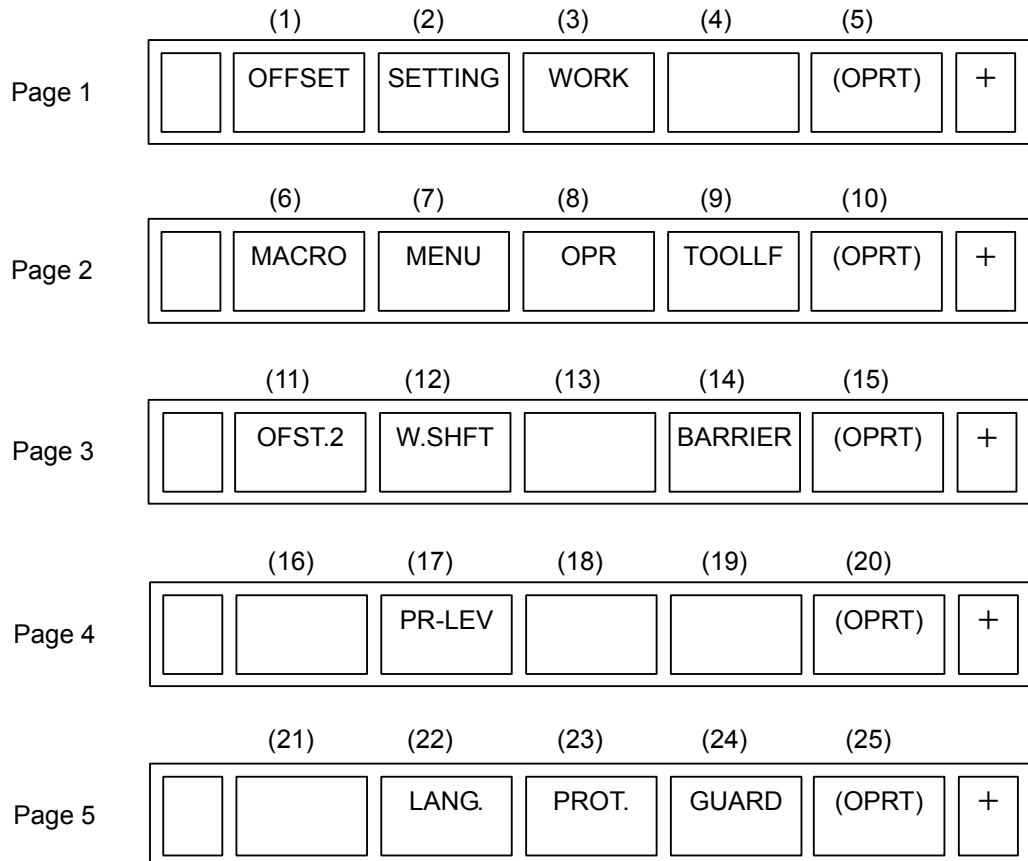 (1) (2) (3) (4) (5)
Page 1 OFFSET SETTING WORK (OPRT) +
(6) (7) (8) (9) (10)
Page 2 MACRO MENU OPR TOOLLF (OPRT) +
(11) (12) (13) (14) (15)
Page 3 OFST.2 W.SHFT BARRIER (OPRT) +
(16) (17) (18) (19) (20)
Page 4 PR-LEV (OPRT) +
(21) (22) (23) (24) (25)
Page 5 LANG. PROT. GUARD (OPRT) +